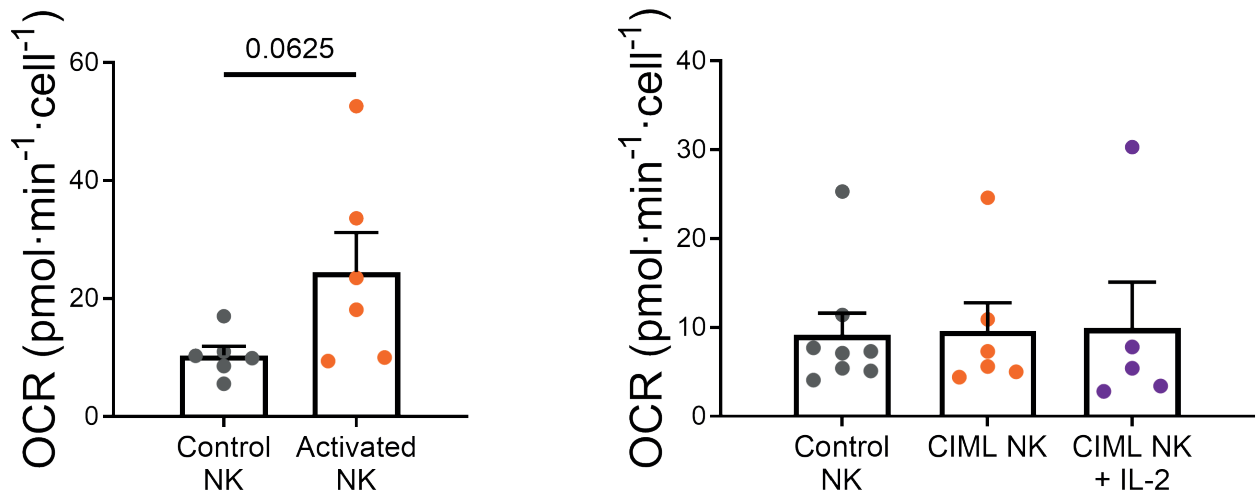 OCR (pmol·min⁻¹·cell⁻¹)
60
40
20
0
0.0625
Control
NK
Activated
NK
OCR (pmol·min⁻¹·cell⁻¹)
40
30
20
10
0
Control
NK
CIML NK
CIML NK
+ IL-2